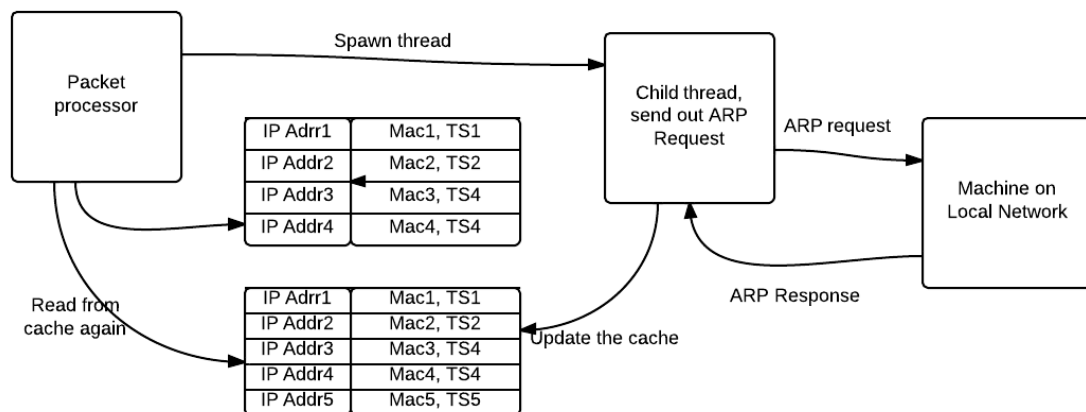 Spawn thread
Packet
processor
Child thread,
send out ARP
Request
ARP request
IP Adrr1 Mac1, TS1
IP Addr2 Mac2, TS2
IP Addr3 Mac3, TS4
IP Addr4 Mac4, TS4
Machine on
Local Network
Read from
cache again
ARP Response
IP Adrr1 Mac1, TS1
IP Addr2 Mac2, TS2
IP Addr3 Mac3, TS4
IP Addr4 Mac4, TS4
IP Addr5 Mac5, TS5
Update the cache